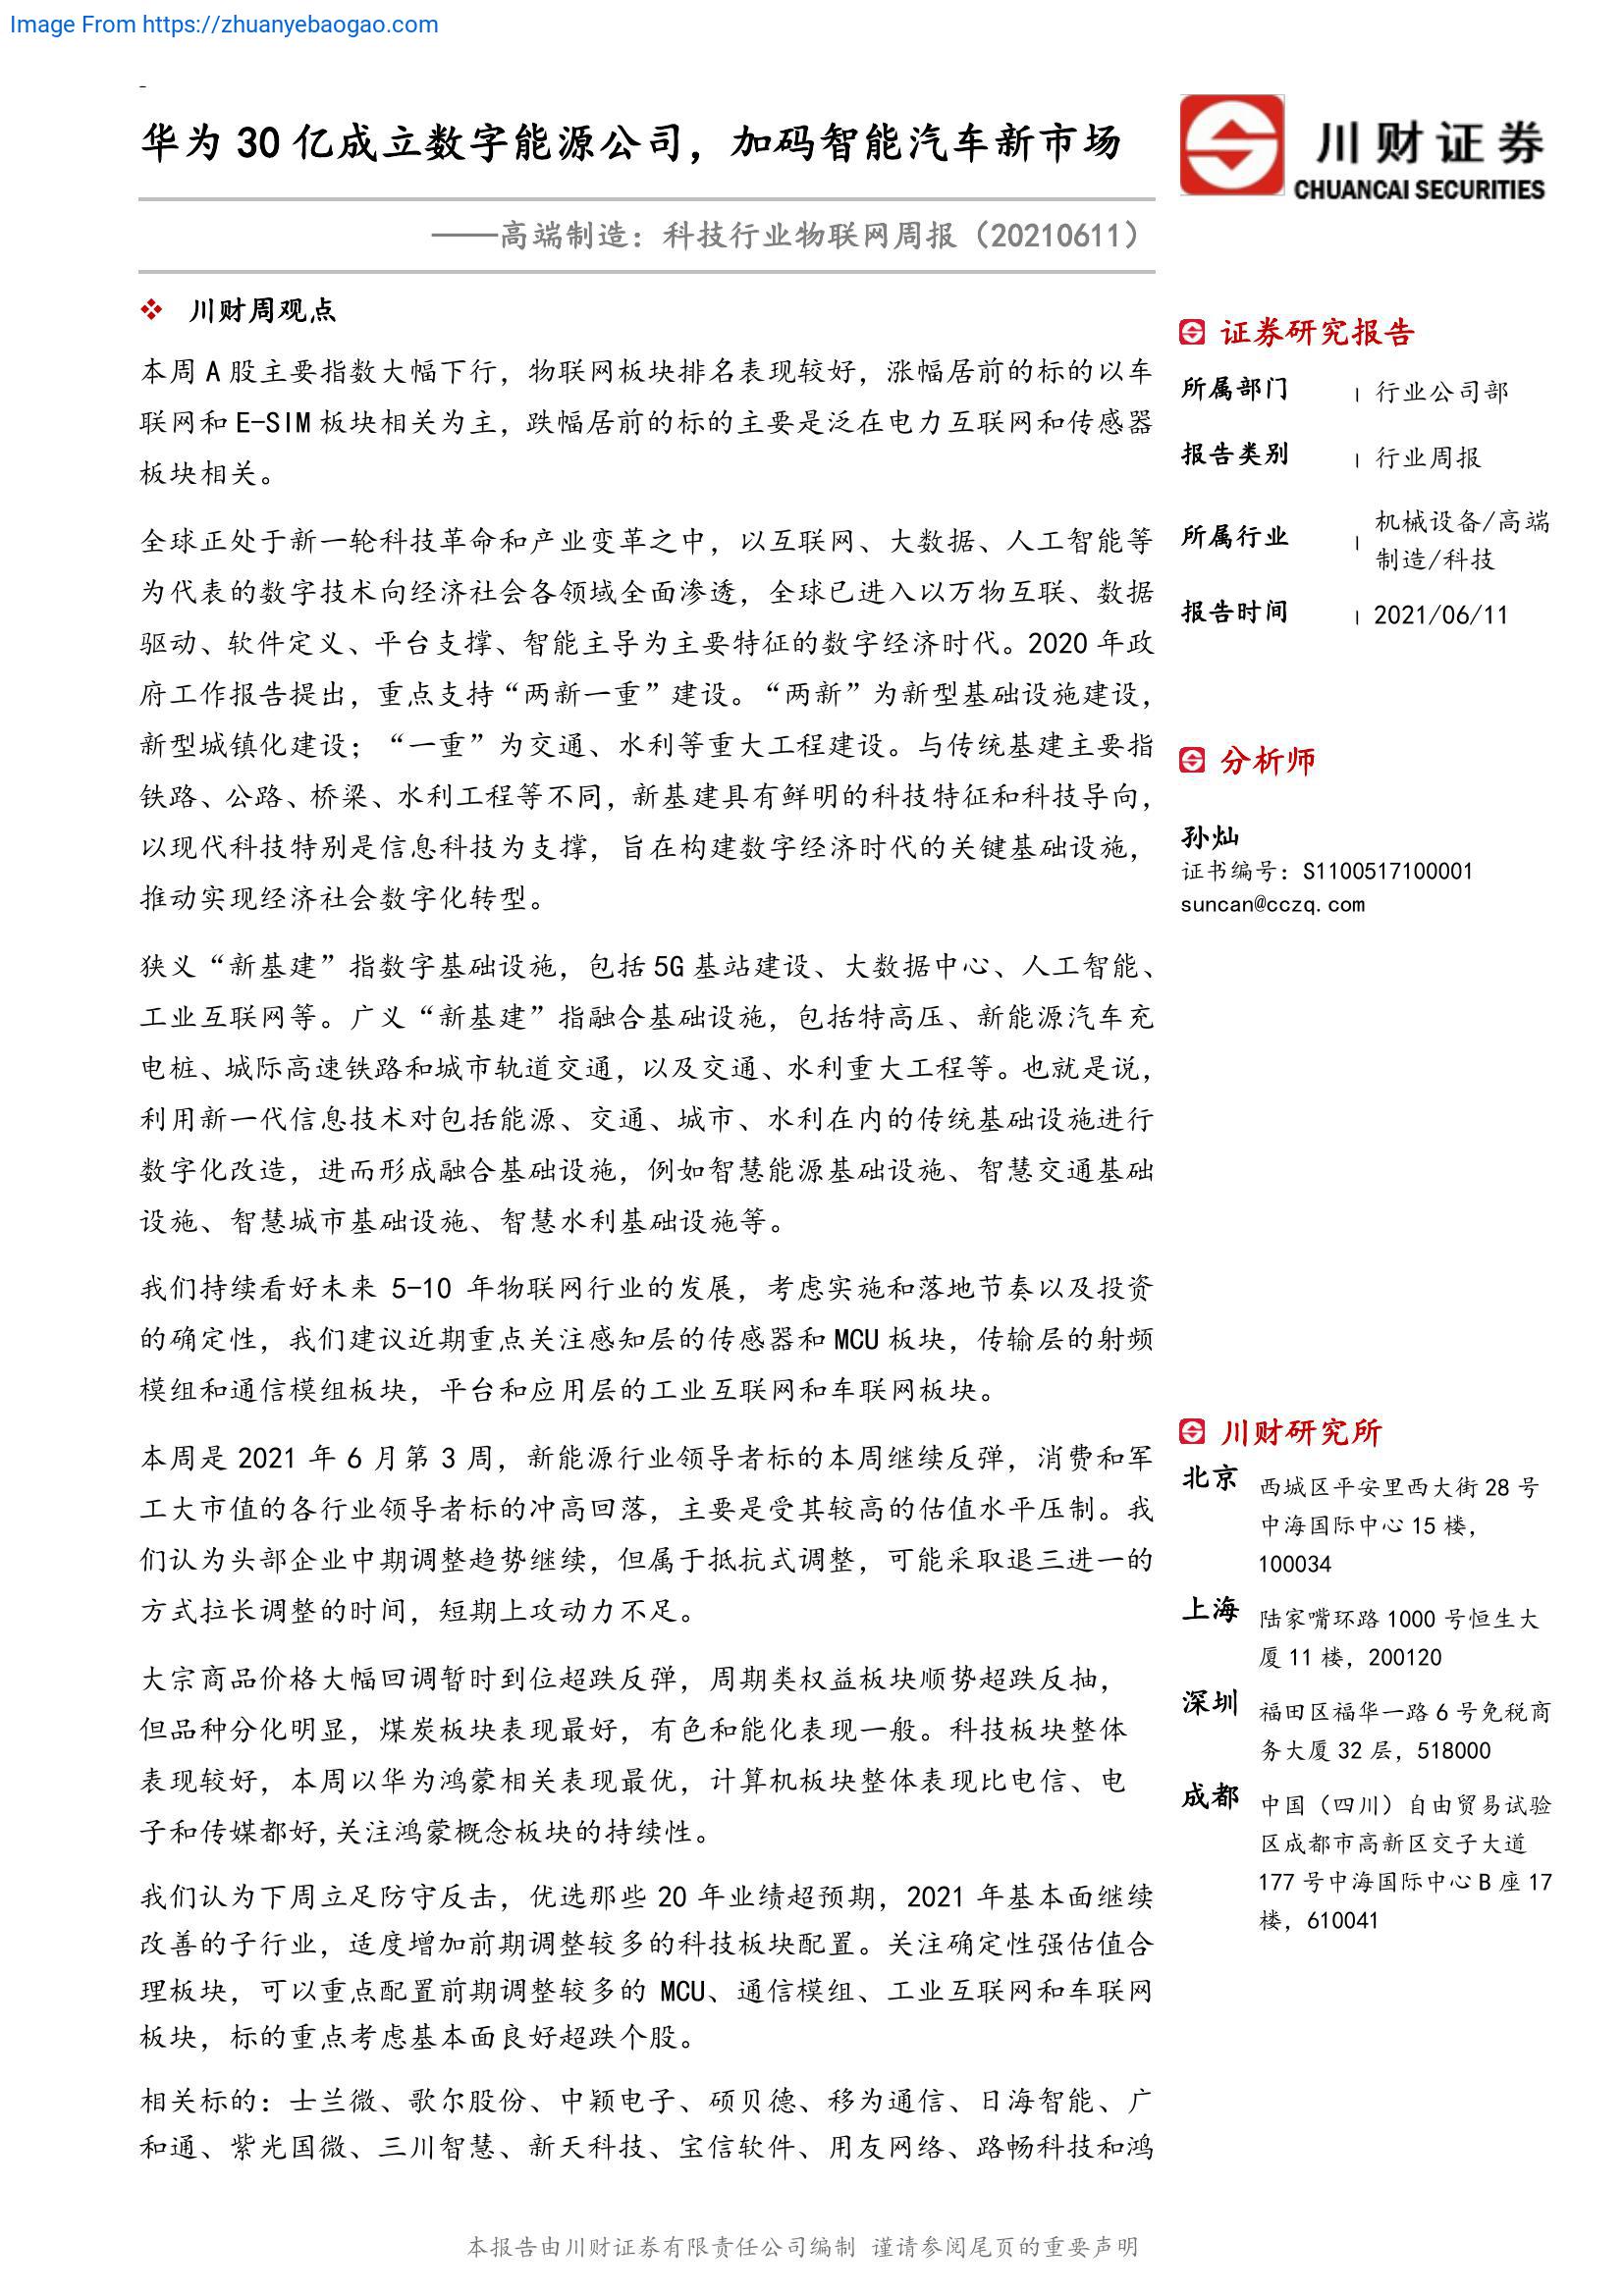 Image From https://zhuanyebaogao.com
-
华为 30 亿成立数字能源公司，加码智能汽车新市场
川财证券
CHUANCAI SECURITIES
——高端制造：科技行业物联网周报（20210611）
❖ 川财周观点
本周 A 股主要指数大幅下行，物联网板块排名表现较好，涨幅居前的标的以车
联网和 E-SIM 板块相关为主，跌幅居前的标的主要是泛在电力互联网和传感器
板块相关。
全球正处于新一轮科技革命和产业变革之中，以互联网、大数据、人工智能等
为代表的数字技术向经济社会各领域全面渗透，全球已进入以万物互联、数据
驱动、软件定义、平台支撑、智能主导为主要特征的数字经济时代。2020 年政
府工作报告提出，重点支持“两新一重”建设。“两新”为新型基础设施建设，
新型城镇化建设；“一重”为交通、水利等重大工程建设。与传统基建主要指
铁路、公路、桥梁、水利工程等不同，新基建具有鲜明的科技特征和科技导向，
以现代科技特别是信息科技为支撑，旨在构建数字经济时代的关键基础设施，
推动实现经济社会数字化转型。
狭义“新基建”指数字基础设施，包括 5G 基站建设、大数据中心、人工智能、
工业互联网等。广义“新基建”指融合基础设施，包括特高压、新能源汽车充
电桩、城际高速铁路和城市轨道交通，以及交通、水利重大工程等。也就是说，
利用新一代信息技术对包括能源、交通、城市、水利在内的传统基础设施进行
数字化改造，进而形成融合基础设施，例如智慧能源基础设施、智慧交通基础
设施、智慧城市基础设施、智慧水利基础设施等。
我们持续看好未来 5-10 年物联网行业的发展，考虑实施和落地节奏以及投资
的确定性，我们建议近期重点关注感知层的传感器和 MCU 板块，传输层的射频
模组和通信模组板块，平台和应用层的工业互联网和车联网板块。
本周是 2021 年 6 月第 3 周，新能源行业领导者标的本周继续反弹，消费和军
工大市值的各行业领导者标的冲高回落，主要是受其较高的估值水平压制。我
们认为头部企业中期调整趋势继续，但属于抵抗式调整，可能采取退三进一的
方式拉长调整的时间，短期上攻动力不足。
大宗商品价格大幅回调暂时到位超跌反弹，周期类权益板块顺势超跌反抽，
但品种分化明显，煤炭板块表现最好，有色和能化表现一般。科技板块整体
表现较好，本周以华为鸿蒙相关表现最优，计算机板块整体表现比电信、电
子和传媒都好,关注鸿蒙概念板块的持续性。
我们认为下周立足防守反击，优选那些 20 年业绩超预期，2021 年基本面继续
改善的子行业，适度增加前期调整较多的科技板块配置。关注确定性强估值合
理板块，可以重点配置前期调整较多的 MCU、通信模组、工业互联网和车联网
板块，标的重点考虑基本面良好超跌个股。
相关标的：士兰微、歌尔股份、中颖电子、硕贝德、移为通信、日海智能、广
和通、紫光国微、三川智慧、新天科技、宝信软件、用友网络、路畅科技和鸿
证券研究报告
所属部门 | 行业公司部
报告类别 | 行业周报
所属行业 | 机械设备/高端
制造/科技
报告时间 | 2021/06/11
分析师
孙灿
证书编号：S1100517100001
suncan@cczq.com
川财研究所
北京 西城区平安里西大街 28 号
中海国际中心 15 楼，
100034
上海 陆家嘴环路 1000 号恒生大
厦 11 楼，200120
深圳 福田区福华一路 6 号免税商
务大厦 32 层，518000
成都 中国（四川）自由贸易试验
区成都市高新区交子大道
177 号中海国际中心 B 座 17
楼，610041
本报告由川财证券有限责任公司编制 谨请参阅尾页的重要声明